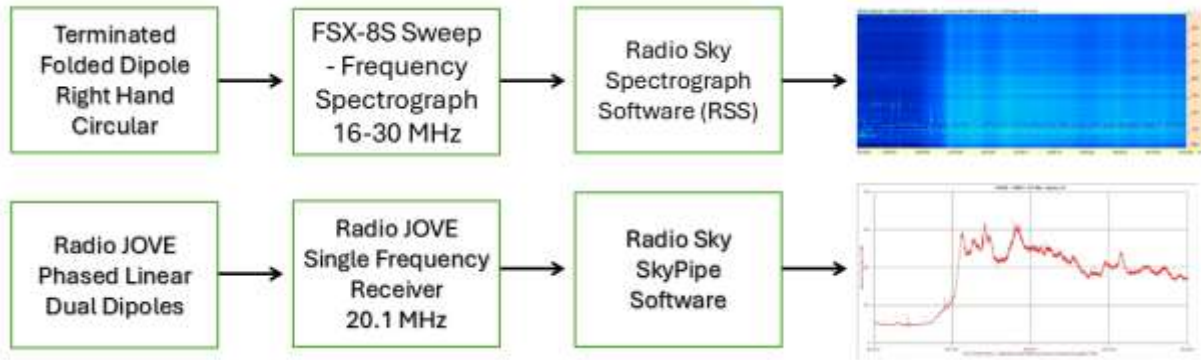 Terminated
Folded Dipole
Right Hand
Circular
FSX-8S Sweep
- Frequency
Spectrograph
16-30 MHz
Radio Sky
Spectrograph
Software (RSS)
Radio JOVE
Phased Linear
Dual Dipoles
Radio JOVE
Single Frequency
Receiver
20.1 MHz
Radio Sky
SkyPipe
Software